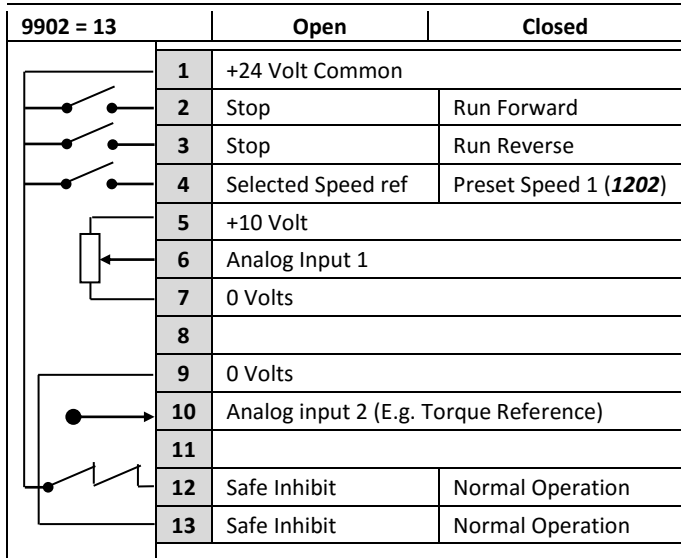 9902 = 13 Open Closed
1 +24 Volt Common
2 Stop Run Forward
3 Stop Run Reverse
4 Selected Speed ref Preset Speed 1 (1202)
5 +10 Volt
6 Analog Input 1
7 0 Volts
8
9 0 Volts
10 Analog input 2 (E.g. Torque Reference)
11
12 Safe Inhibit Normal Operation
13 Safe Inhibit Normal Operation